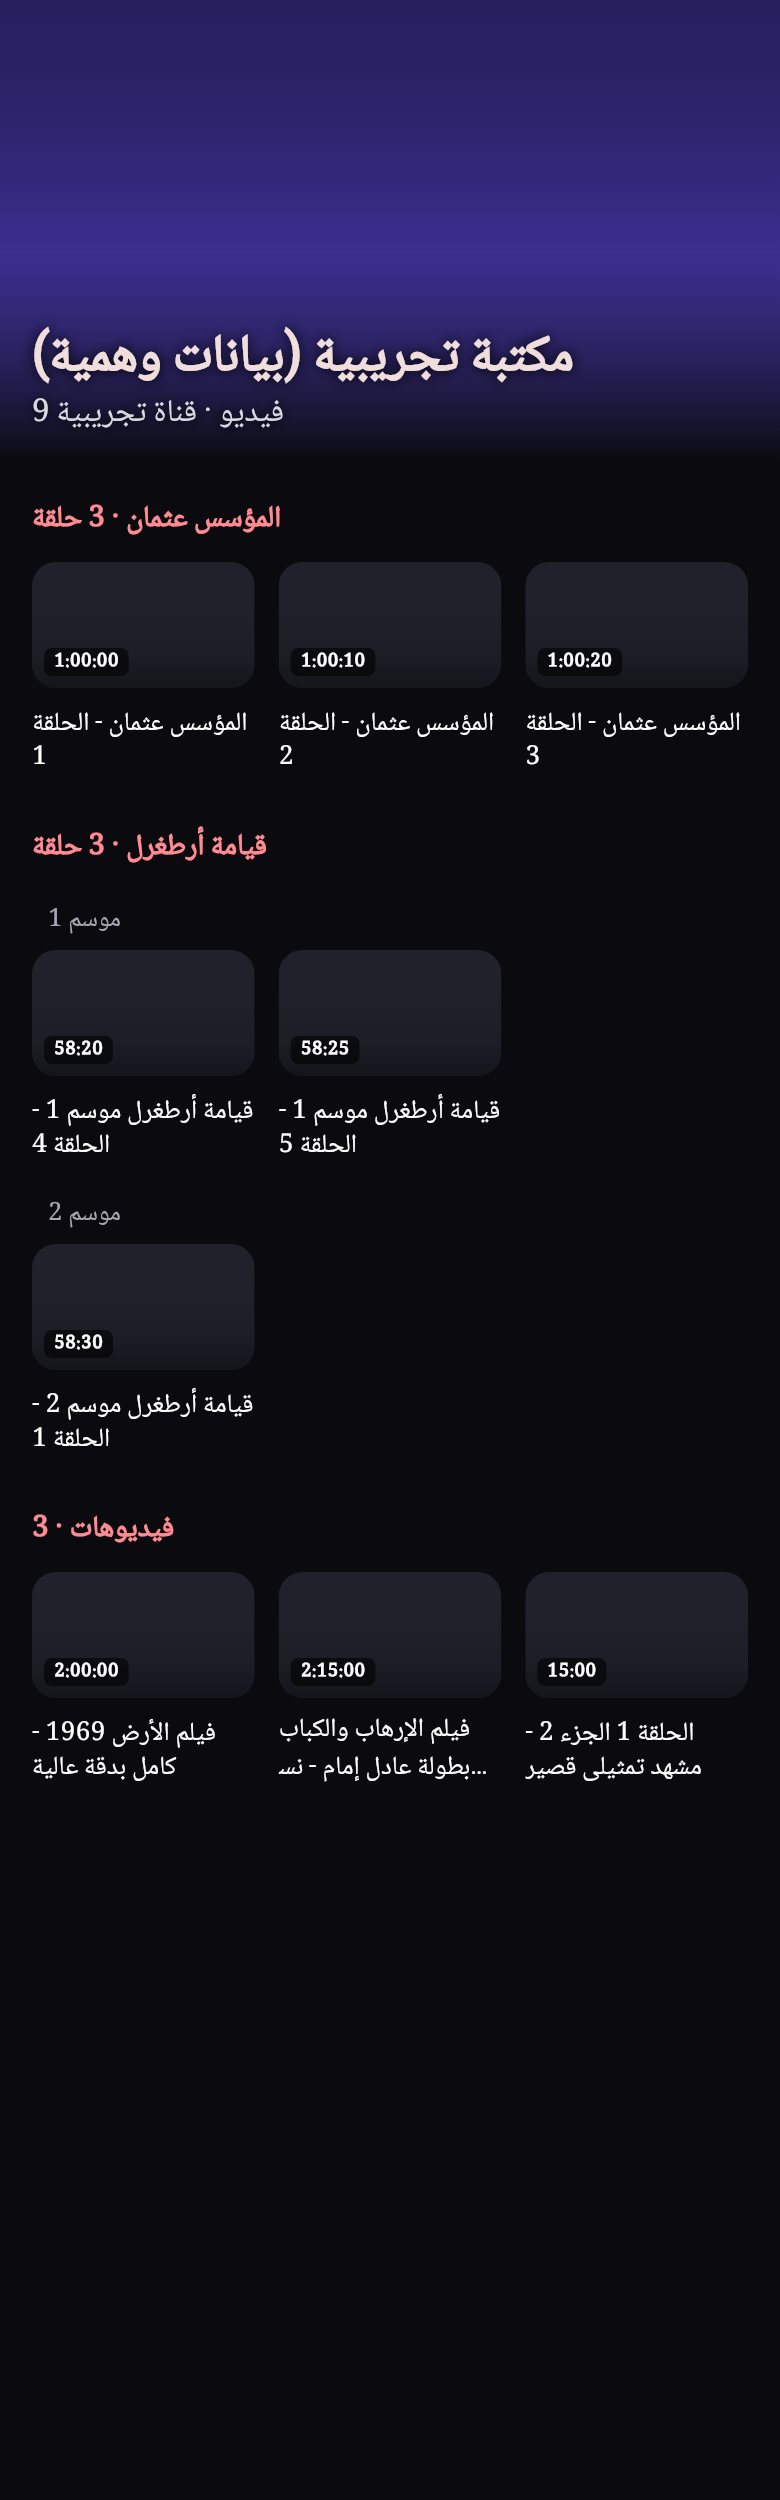 مكتبة تجريبية (بيانات وهمية)
9 فيديو · قناة تجريبية
المؤسس عثمان · 3 حلقة
1:00:00
المؤسس عثمان - الحلقة
1
1:00:10
المؤسس عثمان - الحلقة
2
1:00:20
المؤسس عثمان - الحلقة
3
قيامة أرطغرل · 3 حلقة
موسم 1
58:20
قيامة أرطغرل موسم 1 -
الحلقة 4
58:25
قيامة أرطغرل موسم 1 -
الحلقة 5
موسم 2
58:30
قيامة أرطغرل موسم 2 -
الحلقة 1
فيديوهات · 3
2:00:00
فيلم الأرض 1969 -
كامل بدقة عالية
2:15:00
فيلم الإرهاب والكباب
بطولة عادل إمام - نس...
15:00
الحلقة 1 الجزء 2 -
مشهد تمثيلي قصير